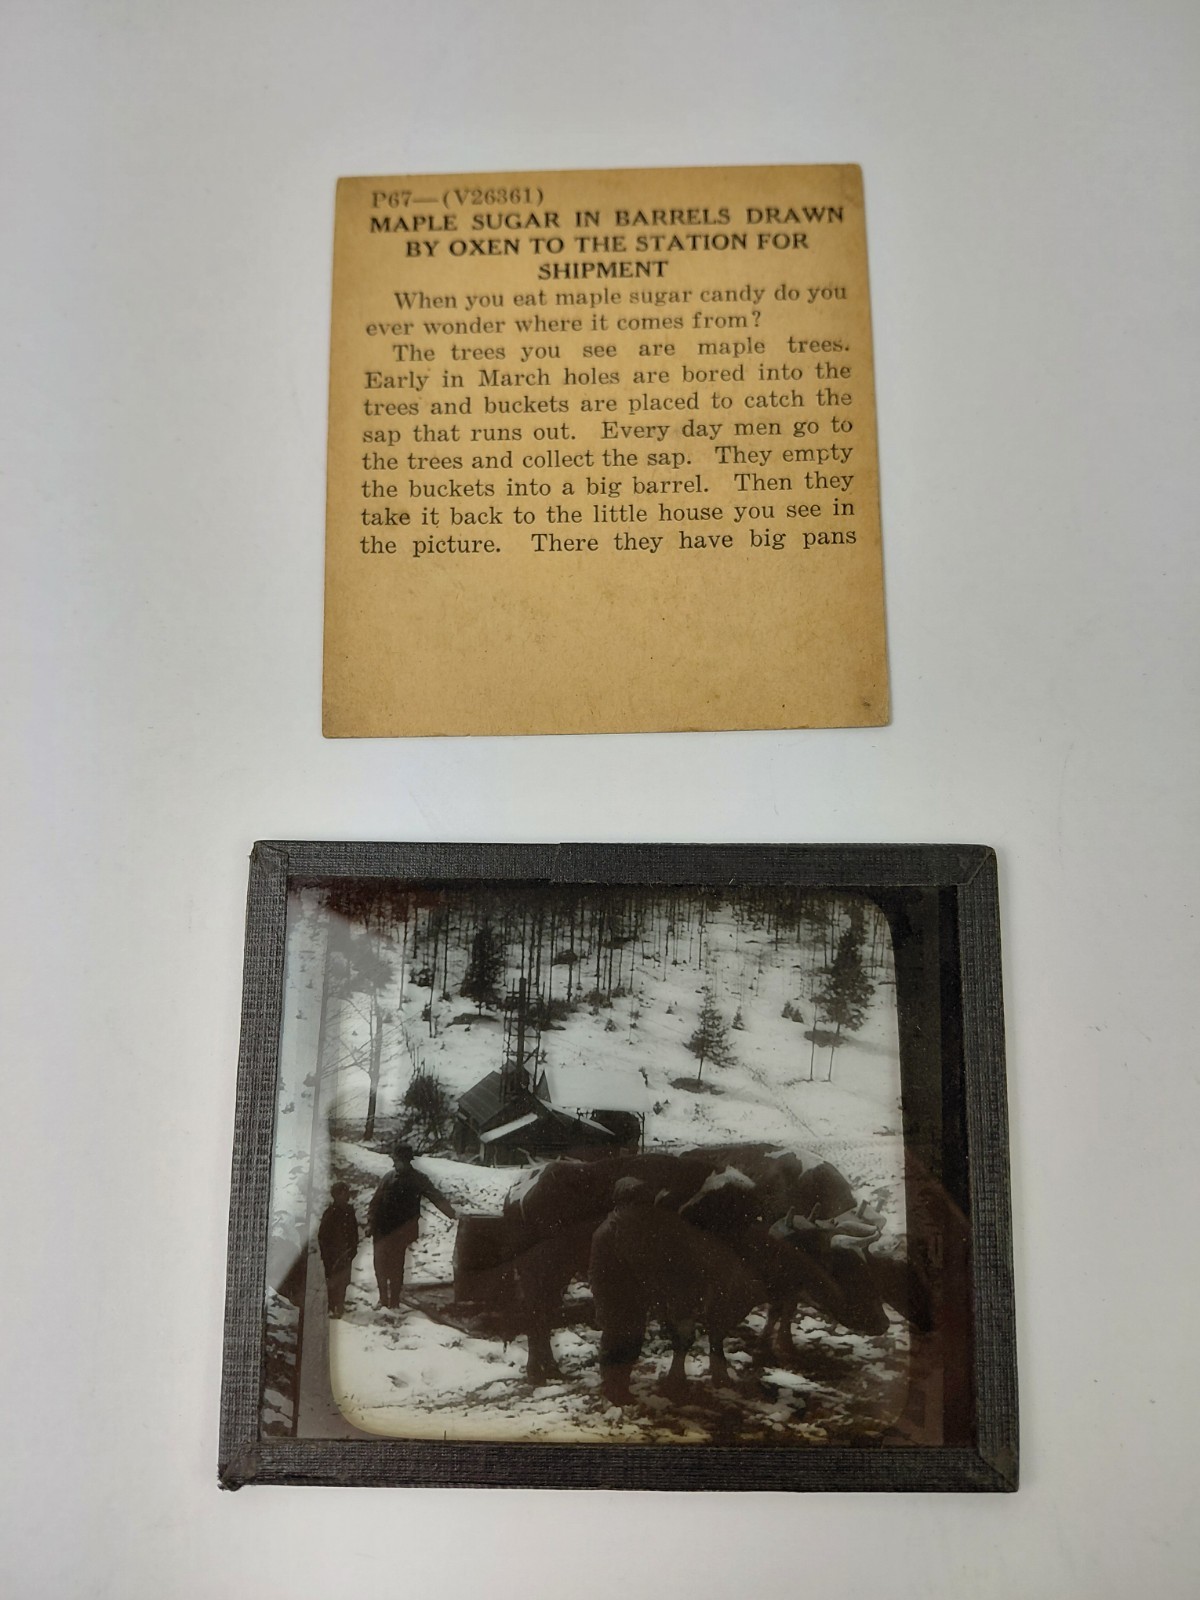 P67—(V26361)
MAPLE SUGAR IN BARRELS DRAWN
BY OXEN TO THE STATION FOR
SHIPMENT
When you eat maple sugar candy do you
ever wonder where it comes from?
The trees you see are maple trees.
Early in March holes are bored into the
trees and buckets are placed to catch the
sap that runs out. Every day men go to
the trees and collect the sap. They empty
the buckets into a big barrel. Then they
take it back to the little house you see in
the picture. There they have big pans